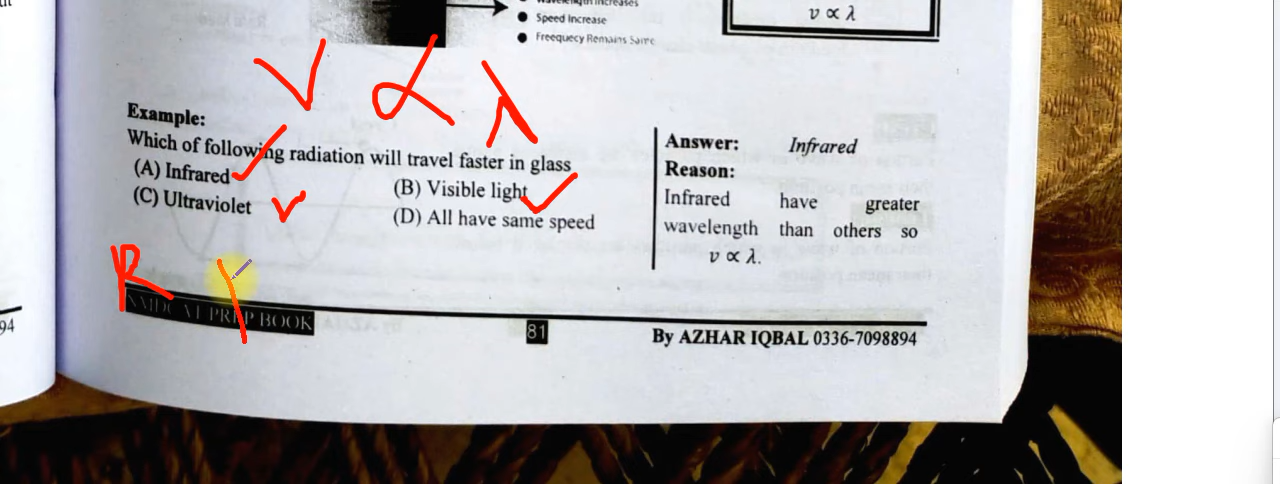 Wavelength Increases
Speed Increase
Freequecy Remains Same
v ∝ λ
V ∝ λ
Example:
Which of following radiation will travel faster in glass
(A) Infrared
(B) Visible light
(C) Ultraviolet
(D) All have same speed
Answer: Infrared
Reason:
Infrared have greater
wavelength than others so
v ∝ λ.
R Y
NMDCAT PREP BOOK
81
By AZHAR IQBAL 0336-7098894
94